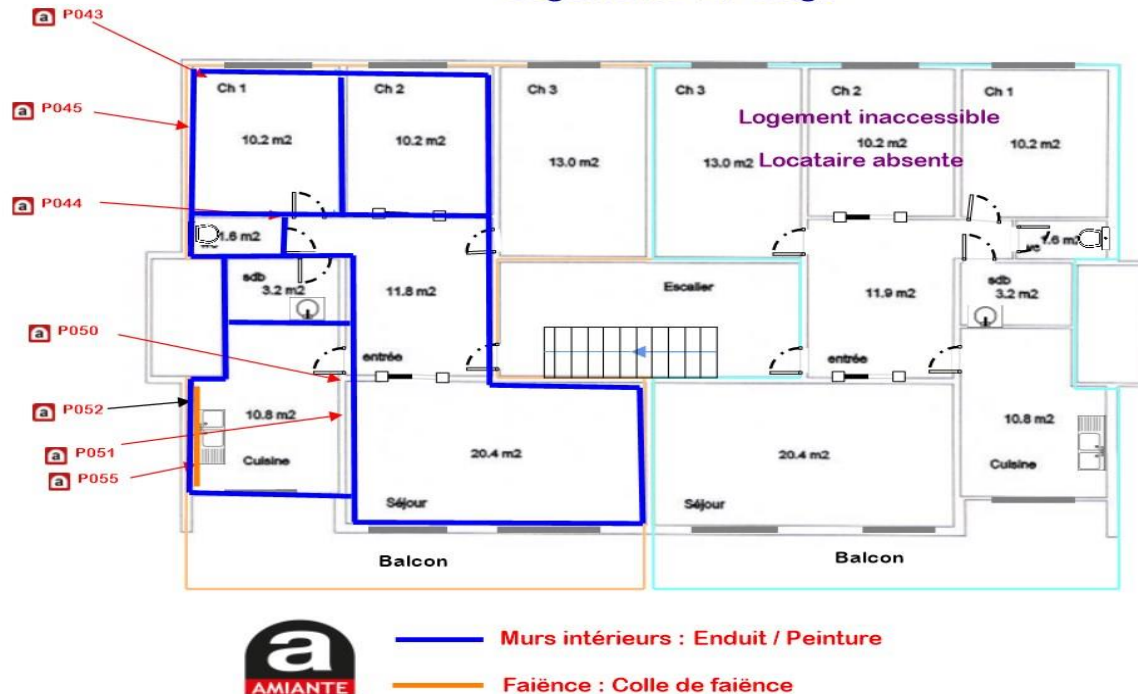 a P043
Ch 1
Ch 2
Ch 3
Ch 3
Ch 2
Ch 1
a P045
Logement inaccessible
10.2 m2
10.2 m2
13.0 m2
13.0 m2
Locataire absente
10.2 m2
10.2 m2
a P044
1.6 m2
1.6 m2
wc
sdb
3.2 m2
11.8 m2
Escalier
11.9 m2
sdb
3.2 m2
a P050
entrée
entrée
a P052
10.8 m2
10.8 m2
a P051
20.4 m2
20.4 m2
Cuisine
Cuisine
a P055
Séjour
Séjour
Balcon
Balcon
a
AMIANTE
Murs intérieurs : Enduit / Peinture
Faiënce : Colle de faiënce